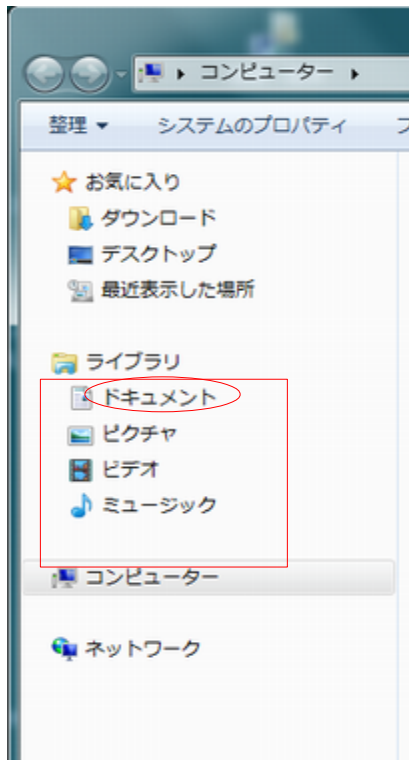 コンピューター
整理 システムのプロパティ
お気に入り
ダウンロード
デスクトップ
最近表示した場所
ライブラリ
ドキュメント
ピクチャ
ビデオ
ミュージック
コンピューター
ネットワーク